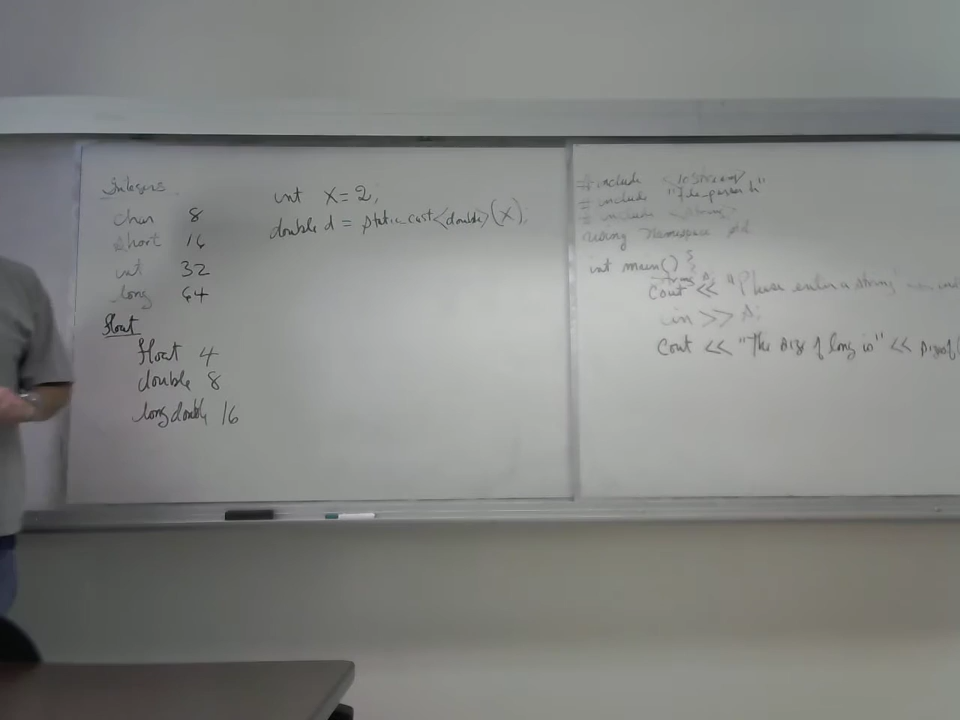 Integers
char 8
short 16
int 32
long 64
float
float 4
double 8
long double 16
int x = 2;
double d = static_cast<double>(x);
# include <iostream>
# include "File_parser.h"
# include <string>
using namespace std
int main() {
string s;
cout << "Please enter a string
cin >> s;
cout << "The size of long is" << sizeof(